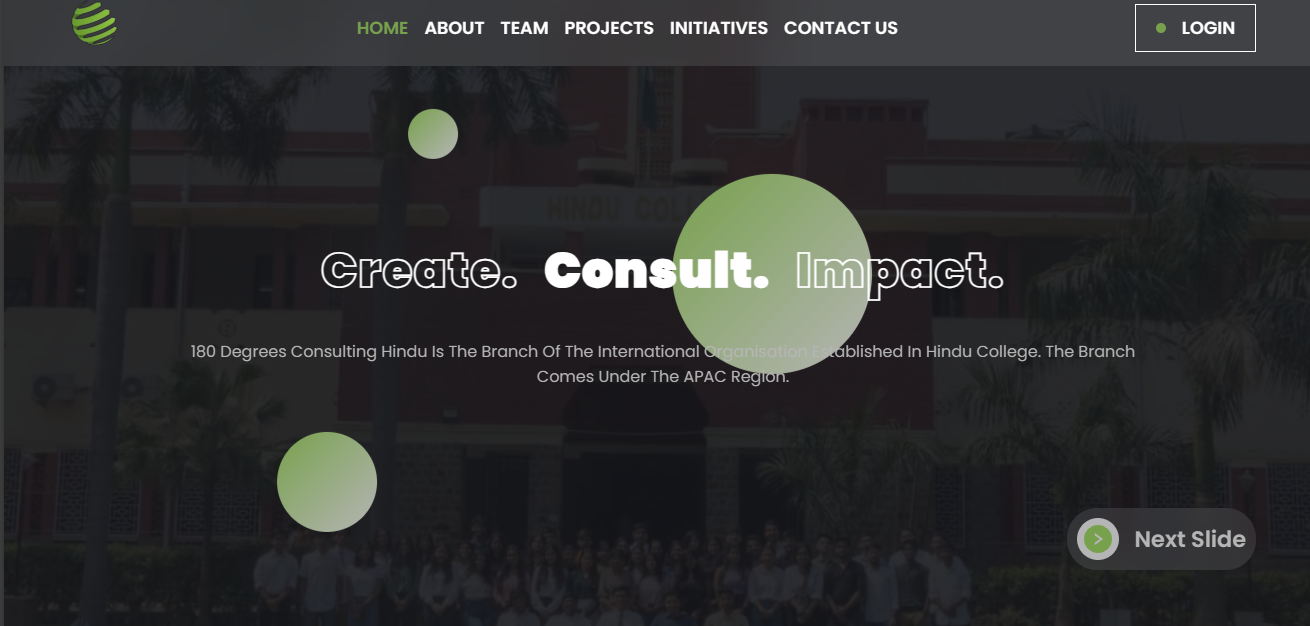 HOME ABOUT TEAM PROJECTS INITIATIVES CONTACT US LOGIN
HINDU COLL
Create. Consult. Impact.
180 Degrees Consulting Hindu Is The Branch Of The International Organisation Established In Hindu College. The Branch
Comes Under The APAC Region.
Next Slide